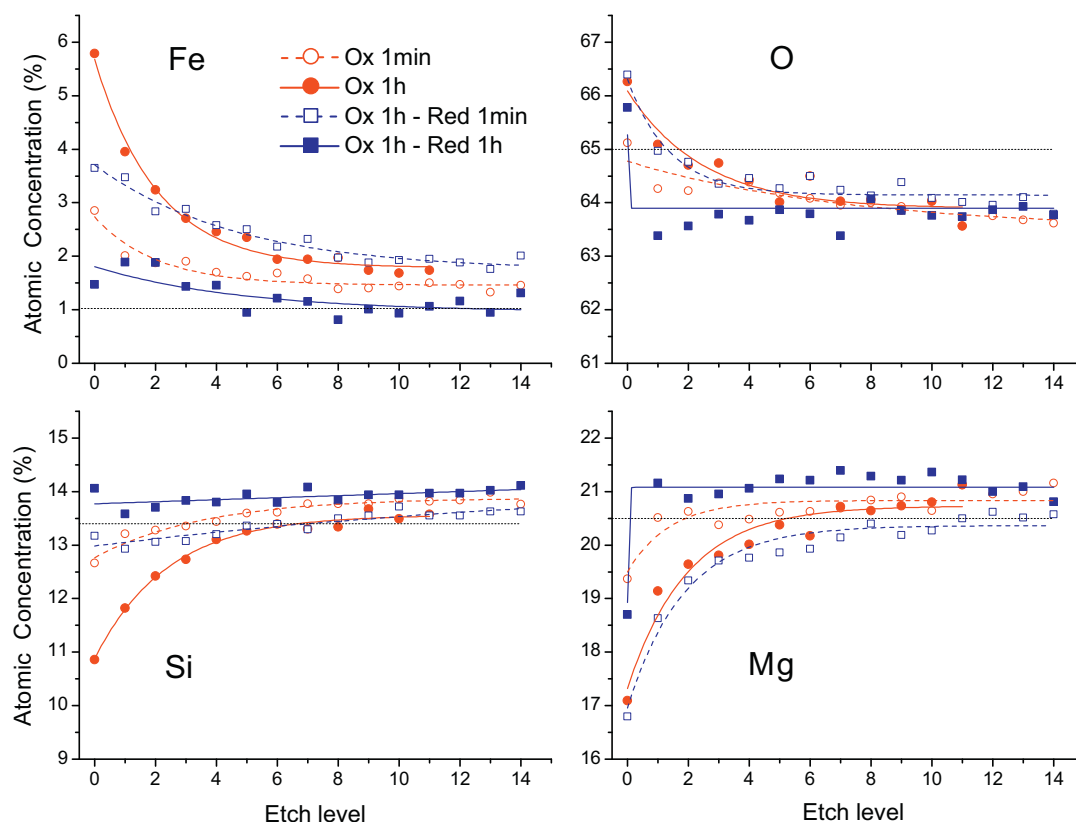 Fe
Ox 1min
Ox 1h
Ox 1h - Red 1min
Ox 1h - Red 1h
Atomic Concentration (%)
6
5
4
3
2
1
0
0 2 4 6 8 10 12 14
O
67
66
65
64
63
62
61
0 2 4 6 8 10 12 14
Si
Atomic Concentration (%)
15
14
13
12
11
10
9
0 2 4 6 8 10 12 14
Etch level
Mg
22
21
20
19
18
17
16
0 2 4 6 8 10 12 14
Etch level